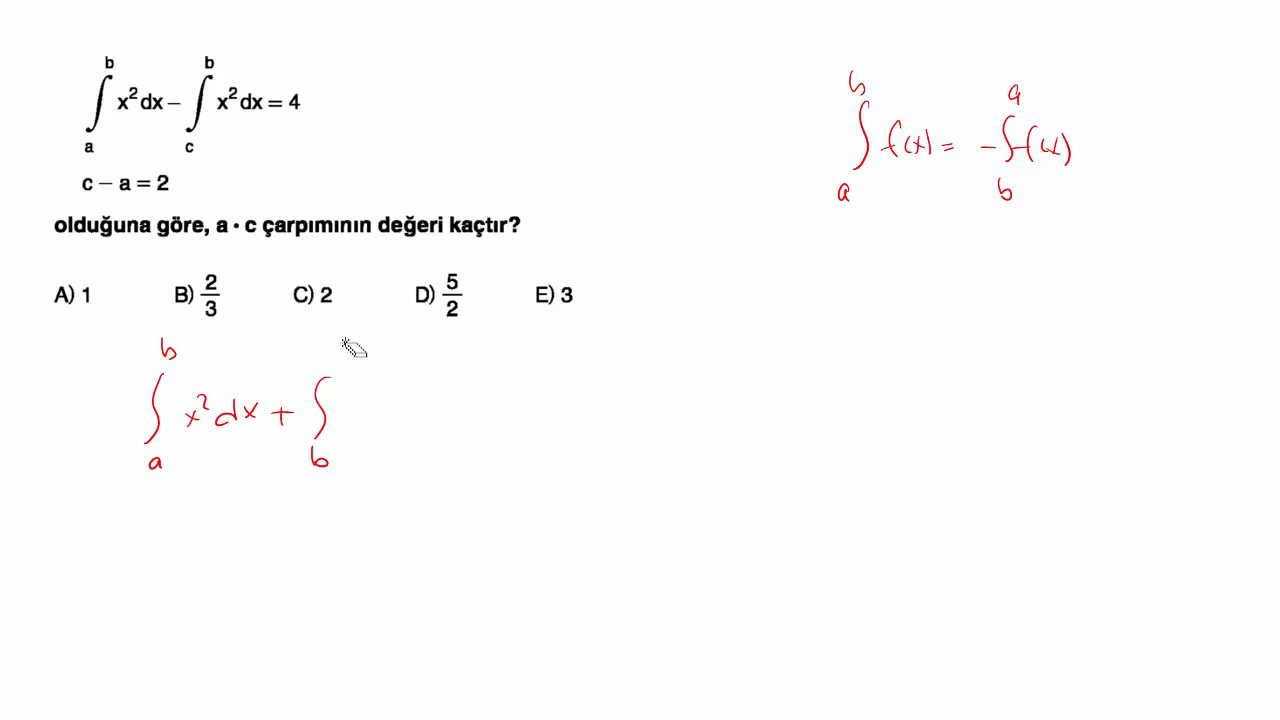 ∫_a^b x²dx – ∫_c^b x²dx = 4
c – a = 2
olduğuna göre, a · c çarpımının değeri kaçtır?
A) 1 B) 2/3 C) 2 D) 5/2 E) 3
∫_a^b f(x) = -∫_b^a f(x)
∫_a^b x²dx + ∫_b